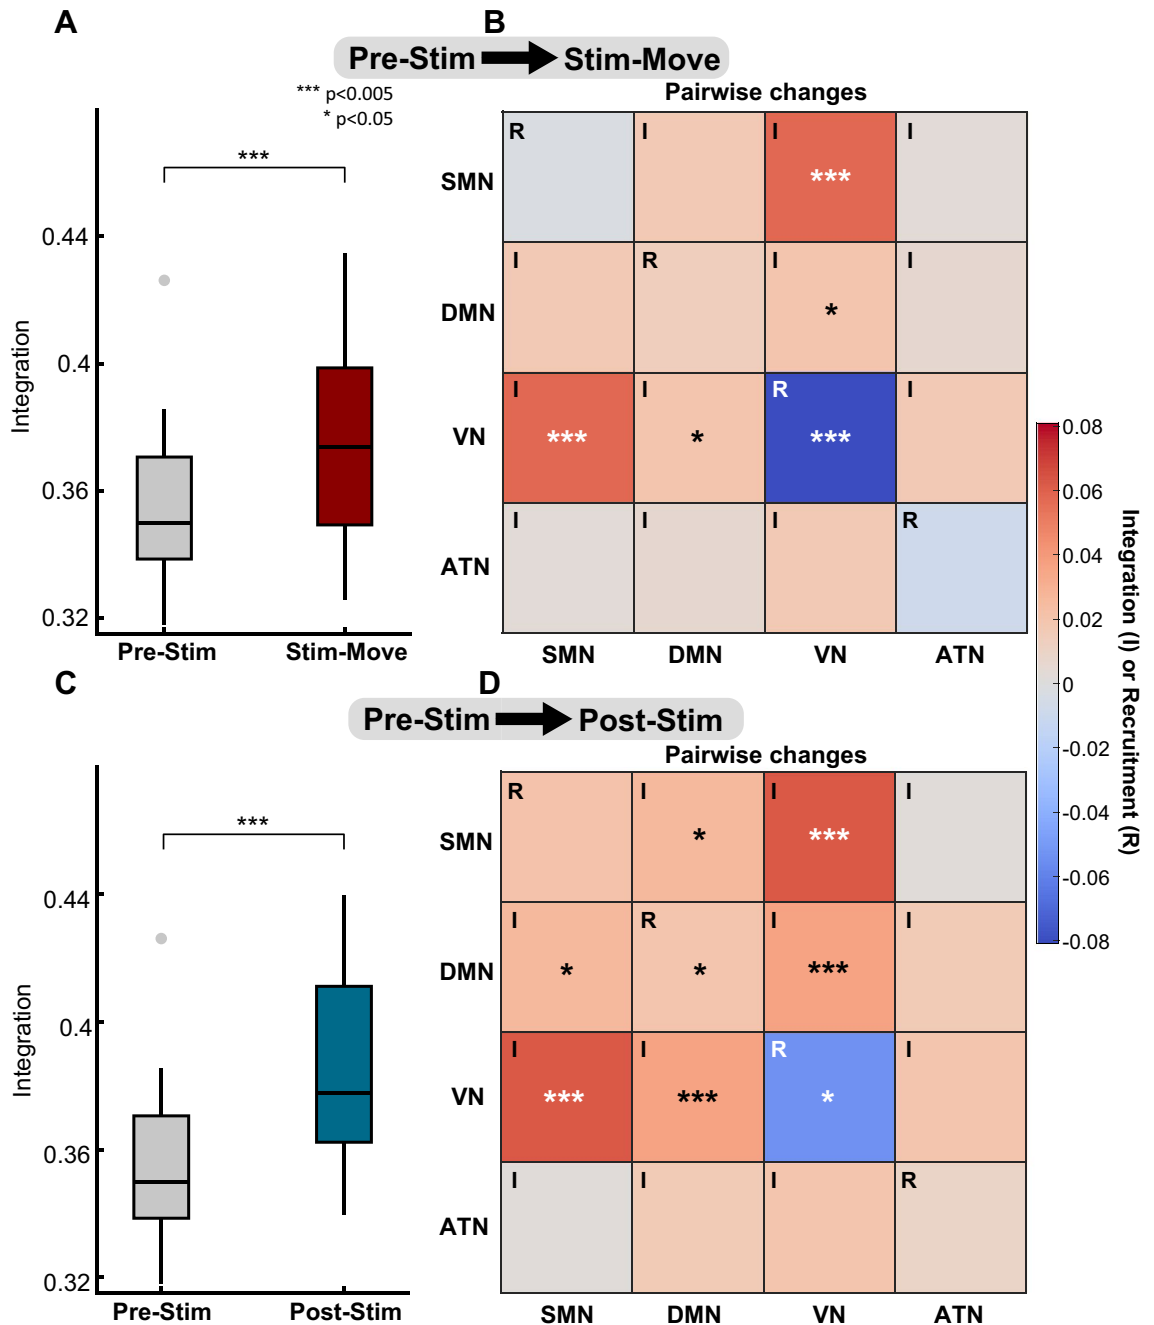 A
B
Pre-Stim Stim-Move
*** p<0.005
* p<0.05
Pairwise changes
***
Integration
0.44
0.4
0.36
0.32
Pre-Stim Stim-Move
R I I I
SMN ***
I R I I
DMN *
I I R I
VN *** * ***
I I I R
ATN
SMN DMN VN ATN
0.08
0.06
0.04
0.02
0
-0.02
-0.04
-0.06
-0.08
Integration (I) or Recruitment (R)
C
D
Pre-Stim Post-Stim
Pairwise changes
***
Integration
0.44
0.4
0.36
0.32
Pre-Stim Post-Stim
R I I I
SMN * ***
I R I I
DMN * * ***
I I R I
VN *** *** *
I I I R
ATN
SMN DMN VN ATN